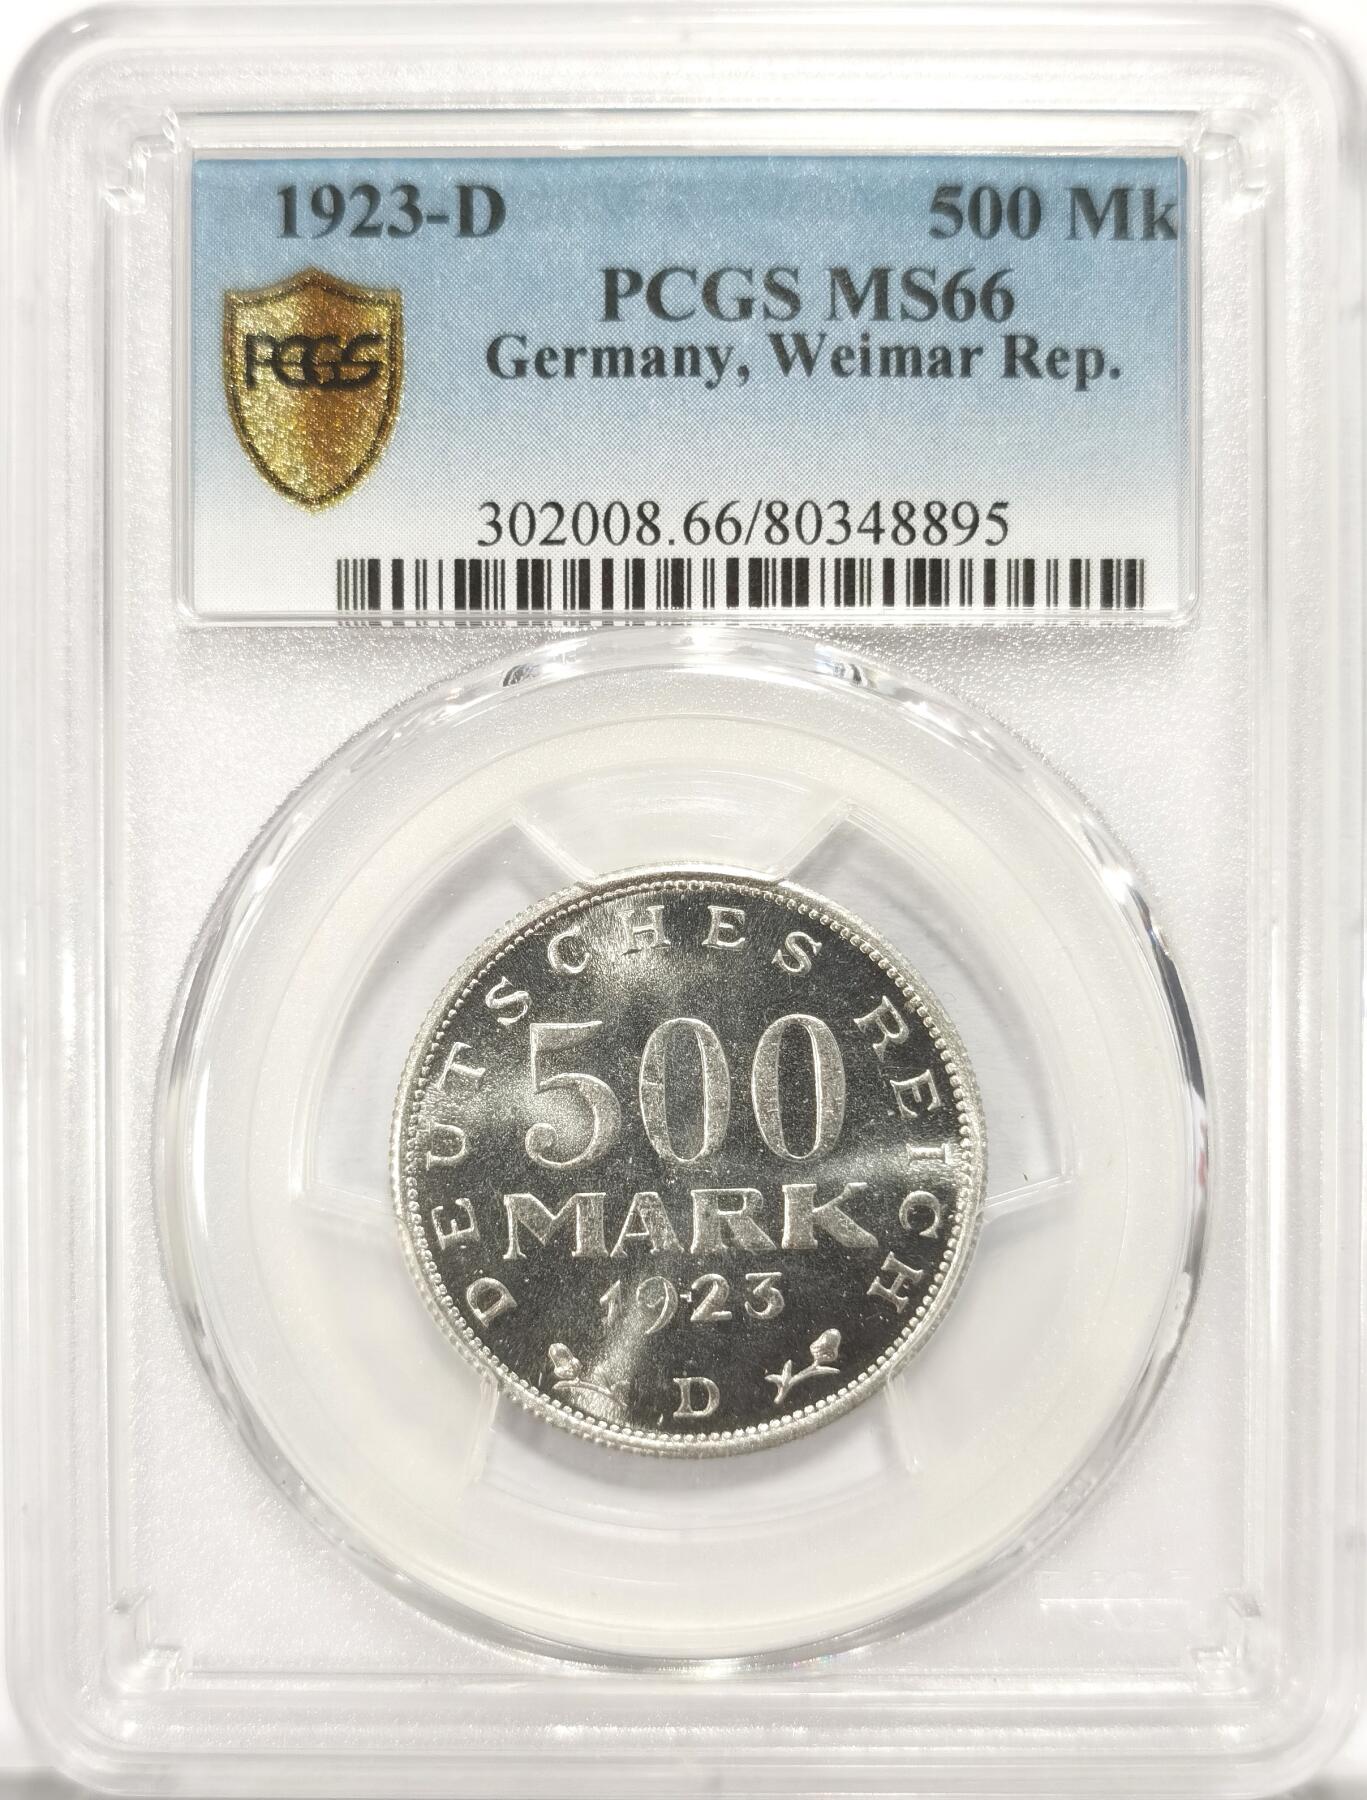 1923-D 500 Mk
PCGS MS66
Germany, Weimar Rep.
PCGS
302008.66/80348895
DEUTSCHES REICH
500
MARK
1923
D